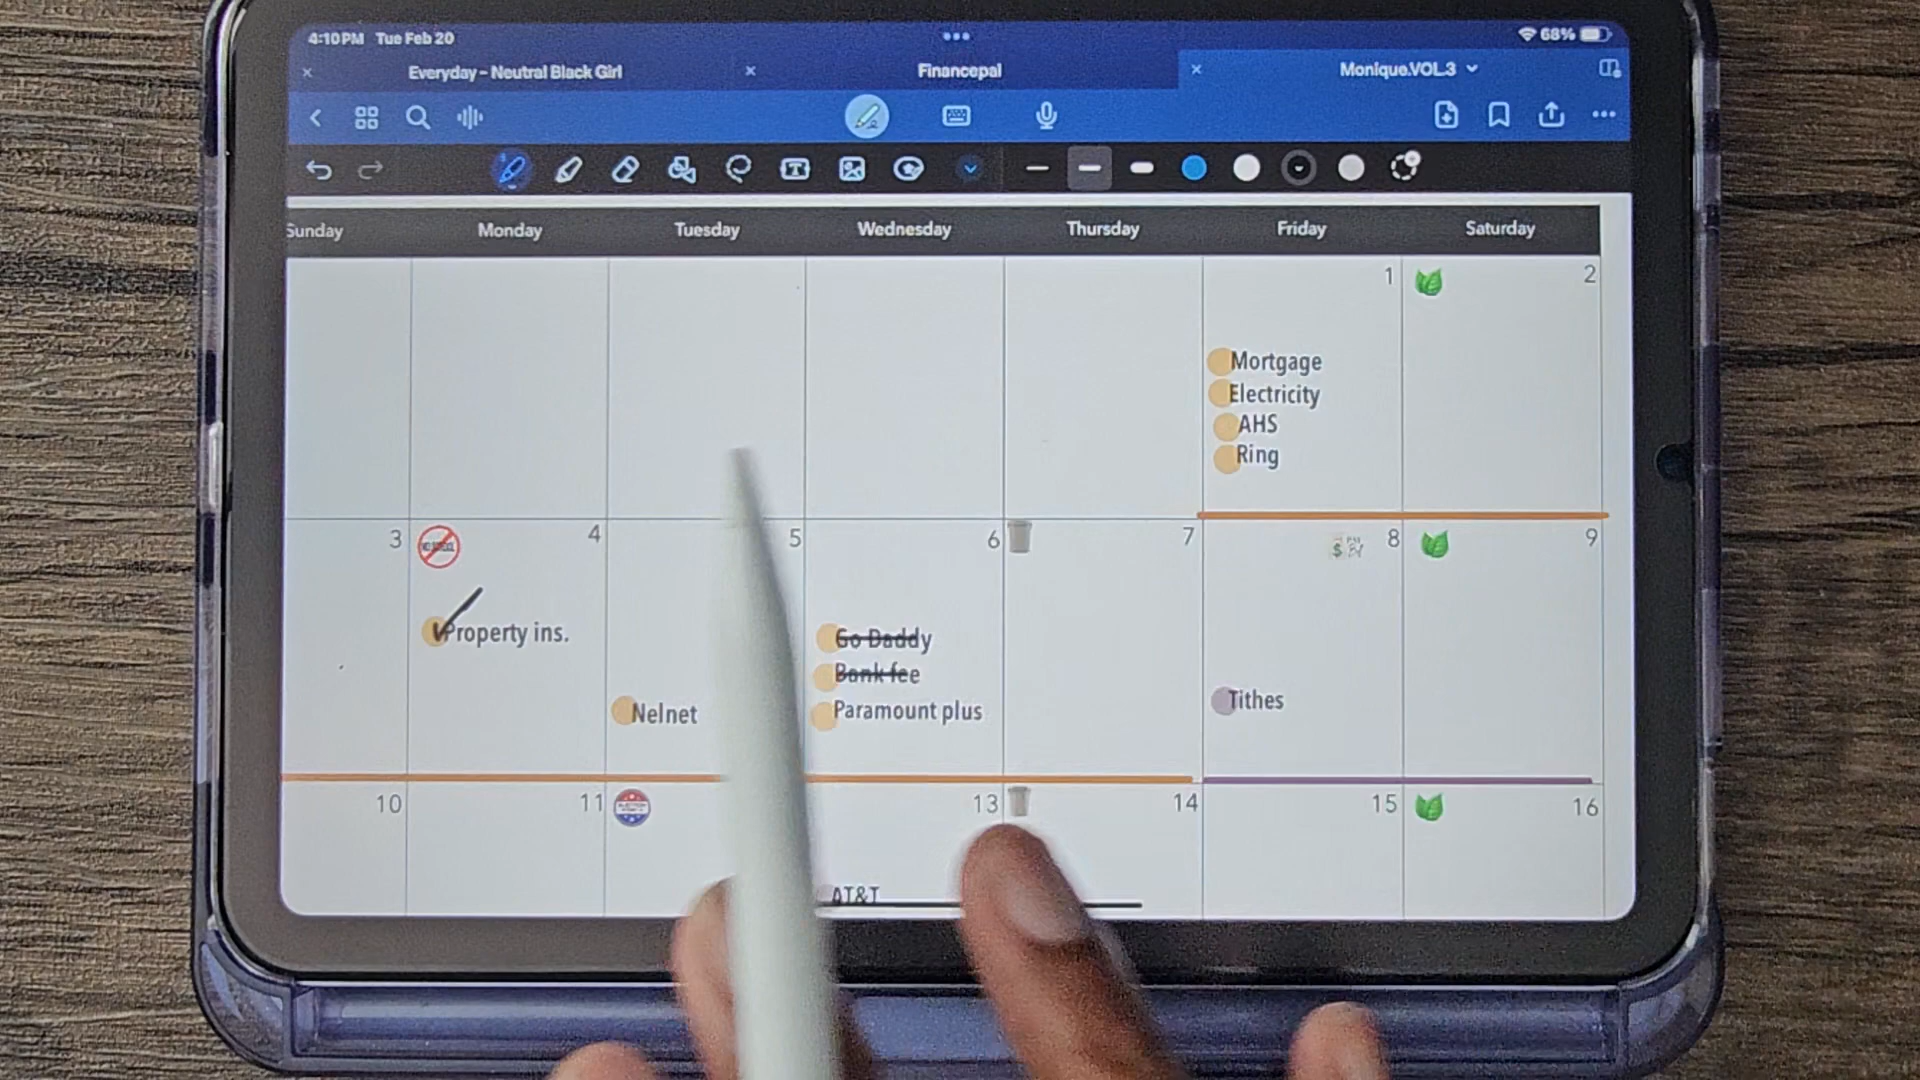 4:10 PM Tue Feb 20
68%
Everyday - Neutral Black Girl
Financepal
Monique.VOL.3
Sunday Monday Tuesday Wednesday Thursday Friday Saturday
1 2
Mortgage
Electricity
AHS
Ring
3 4 5 6 7 8 9
NO SCHOOL
Property ins.
Go Daddy
Bank fee
Paramount plus
Nelnet
Tithes
10 11 13 14 15 16
AT&T